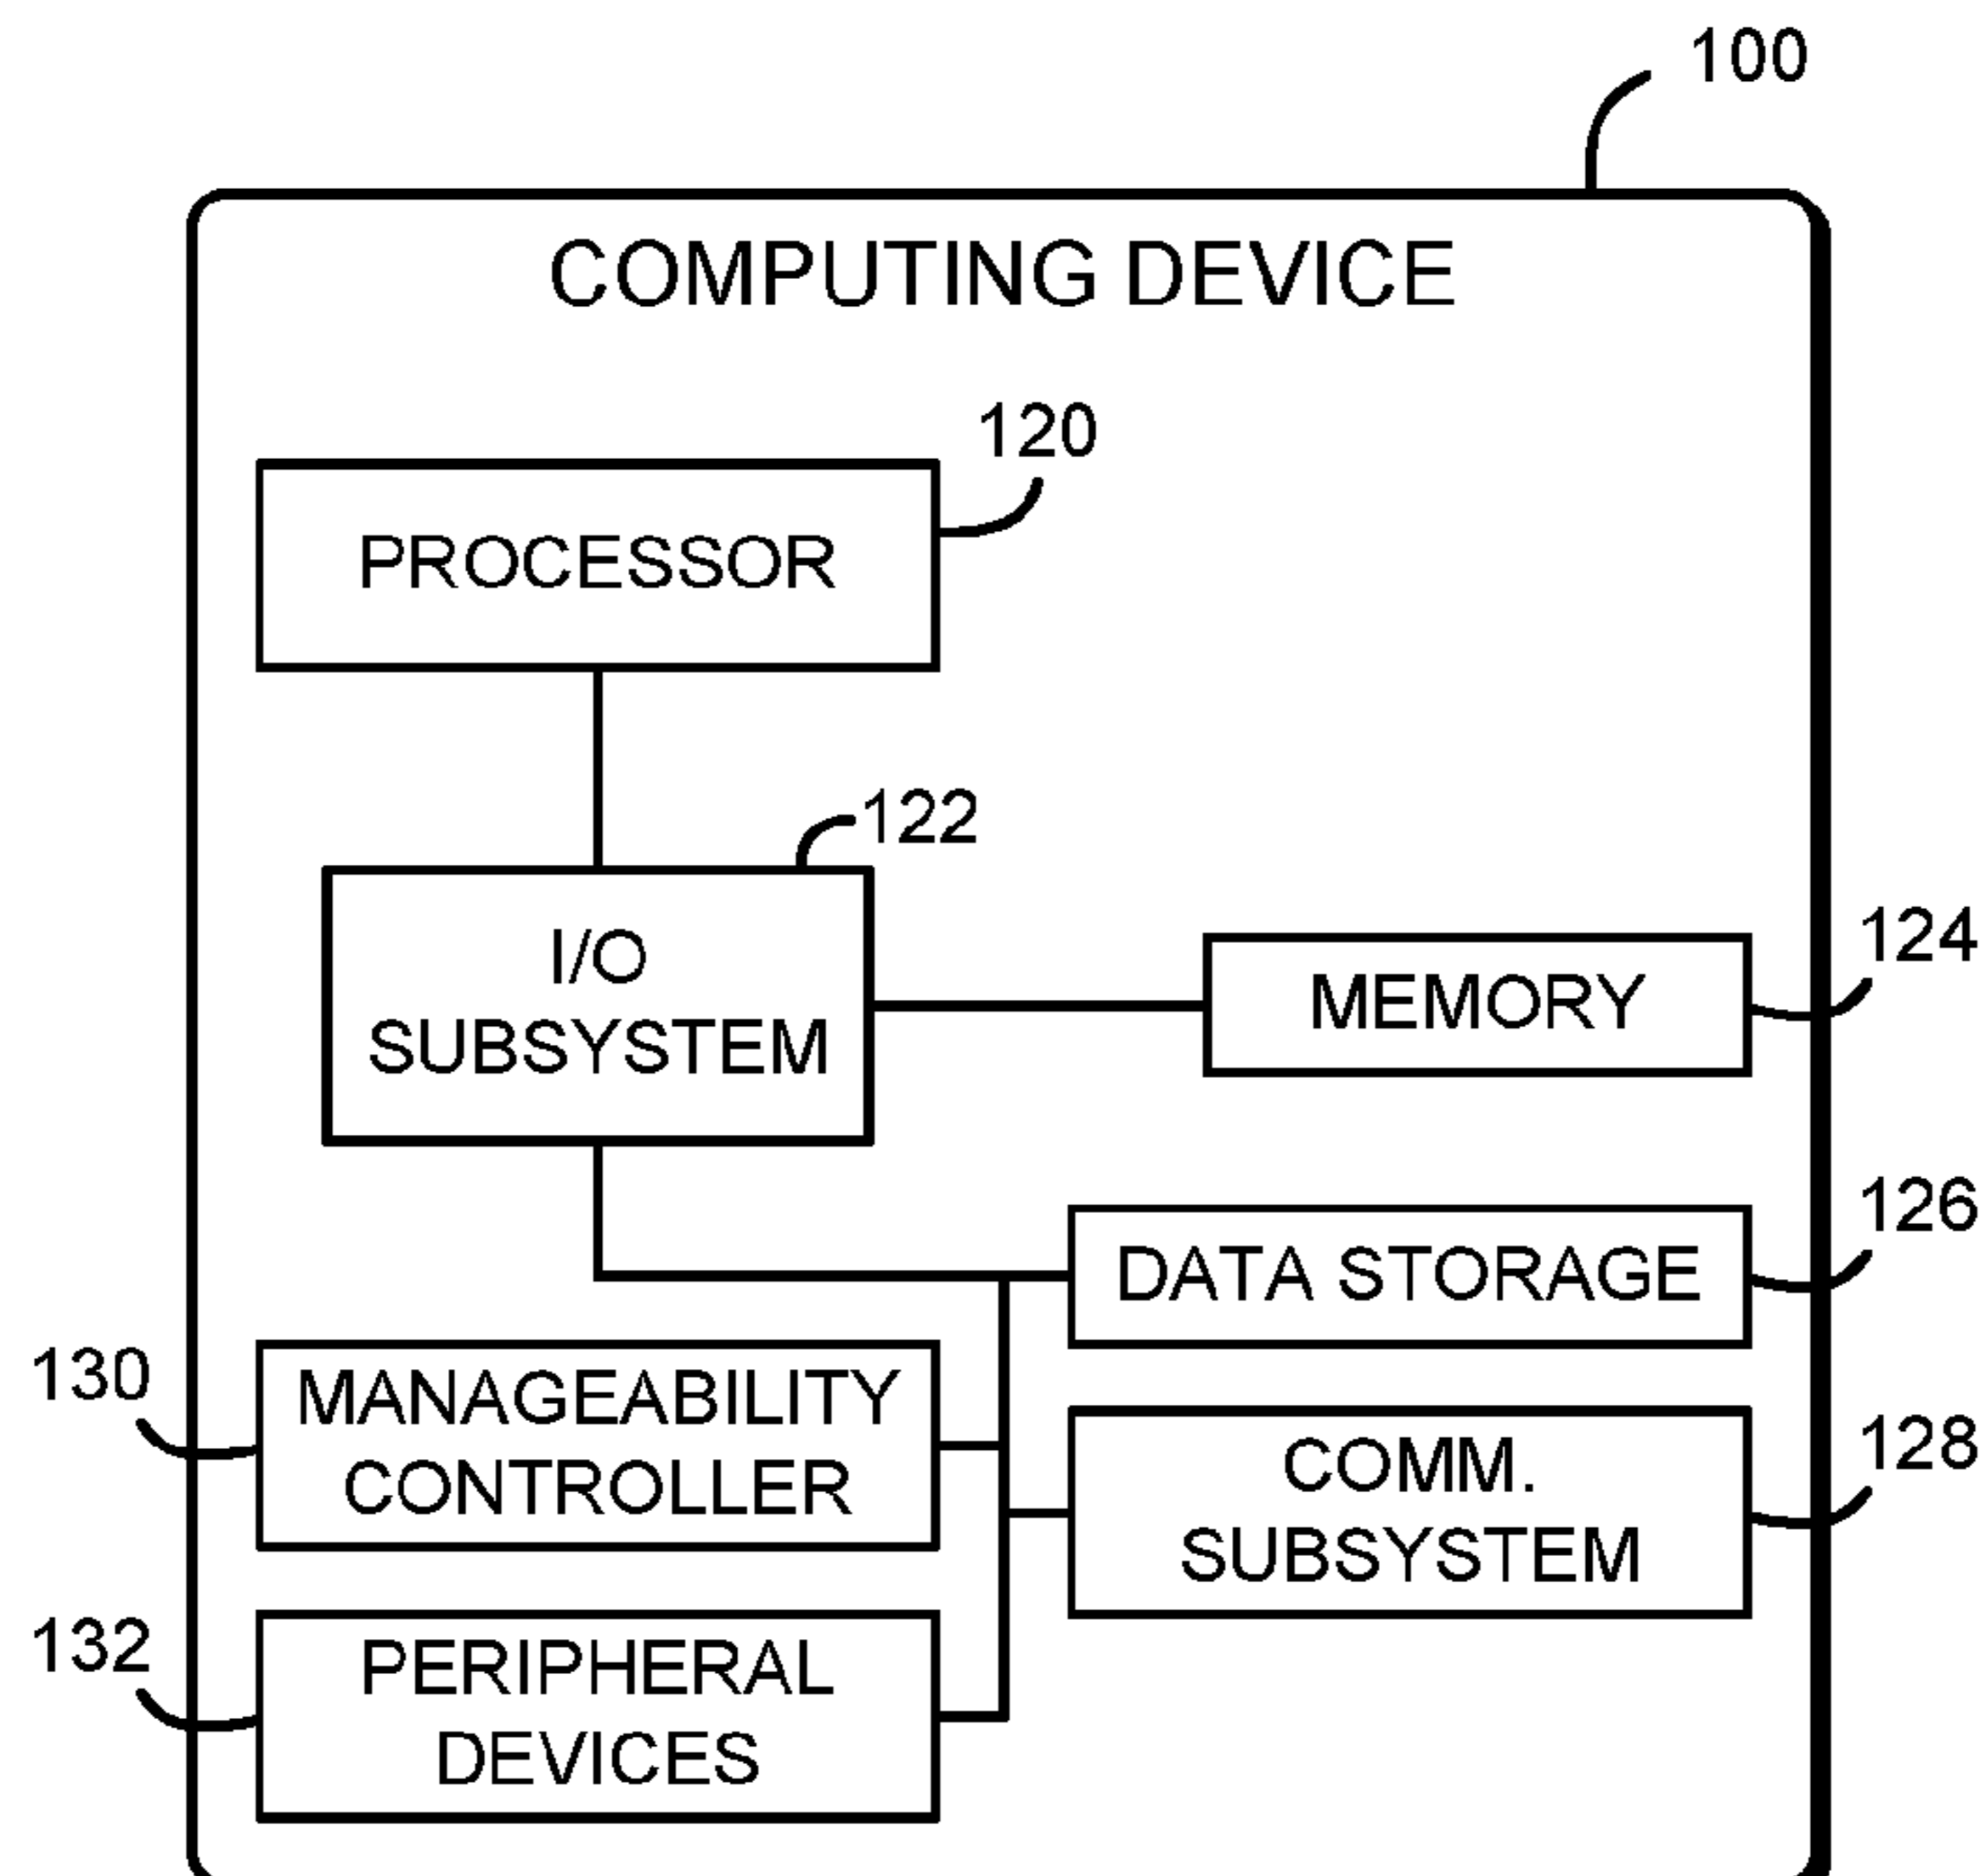 100
COMPUTING DEVICE
120
PROCESSOR
122
I/O
SUBSYSTEM
124
MEMORY
126
DATA STORAGE
130
MANAGEABILITY
CONTROLLER
128
COMM.
SUBSYSTEM
132
PERIPHERAL
DEVICES